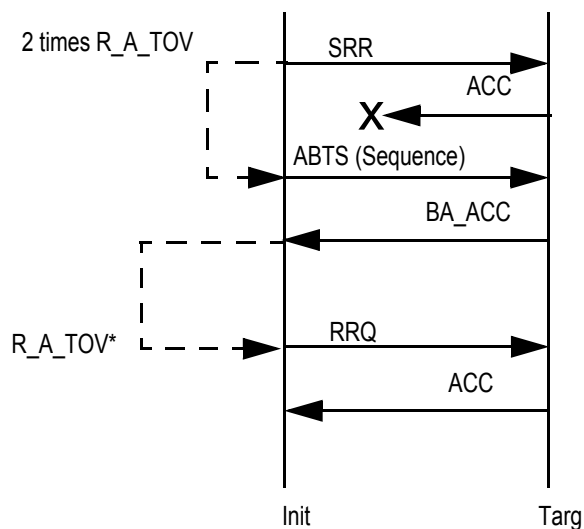 2 times R_A_TOV
SRR
ACC
X
ABTS (Sequence)
BA_ACC
R_A_TOV*
RRQ
ACC
Init
Targ